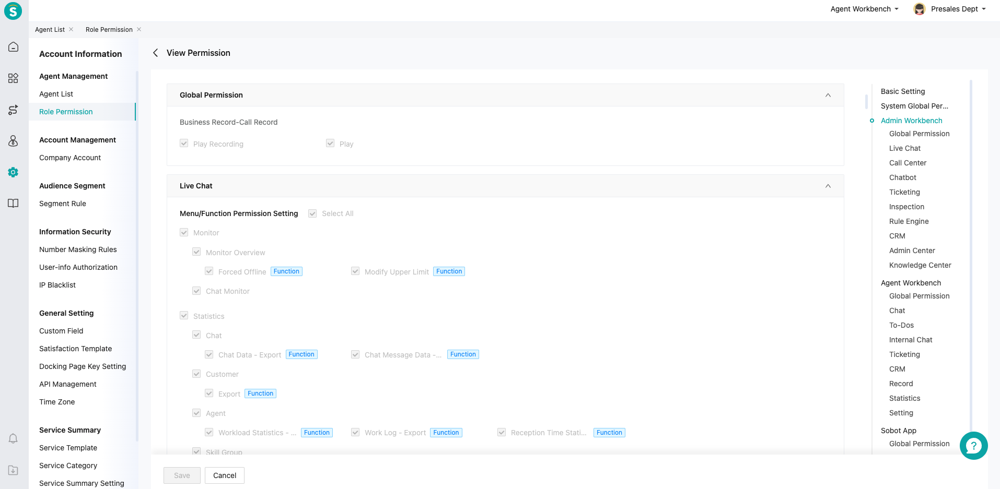 S
Agent Workbench
Presales Dept
Agent List
Role Permission
Account Information
Agent Management
Agent List
Role Permission
Account Management
Company Account
Audience Segment
Segment Rule
Information Security
Number Masking Rules
User-info Authorization
IP Blacklist
General Setting
Custom Field
Satisfaction Template
Docking Page Key Setting
API Management
Time Zone
Service Summary
Service Template
Service Category
Service Summary Setting
View Permission
Global Permission
Business Record-Call Record
Play Recording Play
Live Chat
Menu/Function Permission Setting Select All
Monitor
Monitor Overview
Forced Offline Function Modify Upper Limit Function
Chat Monitor
Statistics
Chat
Chat Data - Export Function Chat Message Data -... Function
Customer
Export Function
Agent
Workload Statistics - ... Function Work Log - Export Function Reception Time Stati... Function
Skill Group
Save Cancel
Basic Setting
System Global Per...
Admin Workbench
Global Permission
Live Chat
Call Center
Chatbot
Ticketing
Inspection
Rule Engine
CRM
Admin Center
Knowledge Center
Agent Workbench
Global Permission
Chat
To-Dos
Internal Chat
Ticketing
CRM
Record
Statistics
Setting
Sobot App
Global Permission
?